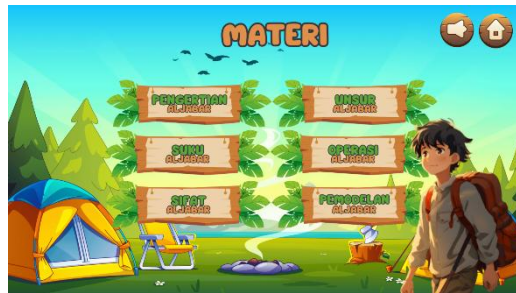 MATERI
PENGERTIAN
ALJABAR
UNSUR
ALJABAR
SUKU
ALJABAR
OPERASI
ALJABAR
SIFAT
ALJABAR
PEMODELAN
ALJABAR